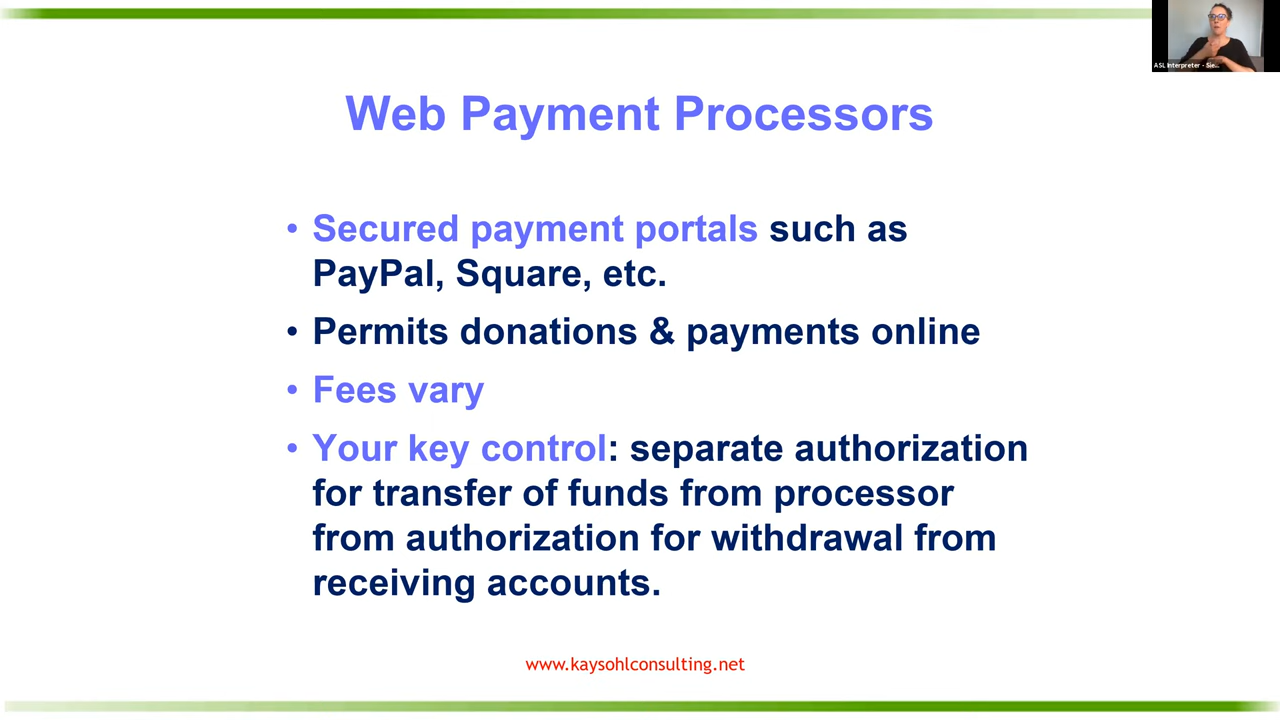 ASL Interpreter - Sie...
Web Payment Processors
• Secured payment portals such as
PayPal, Square, etc.
• Permits donations & payments online
• Fees vary
• Your key control: separate authorization
for transfer of funds from processor
from authorization for withdrawal from
receiving accounts.
www.kaysohlconsulting.net